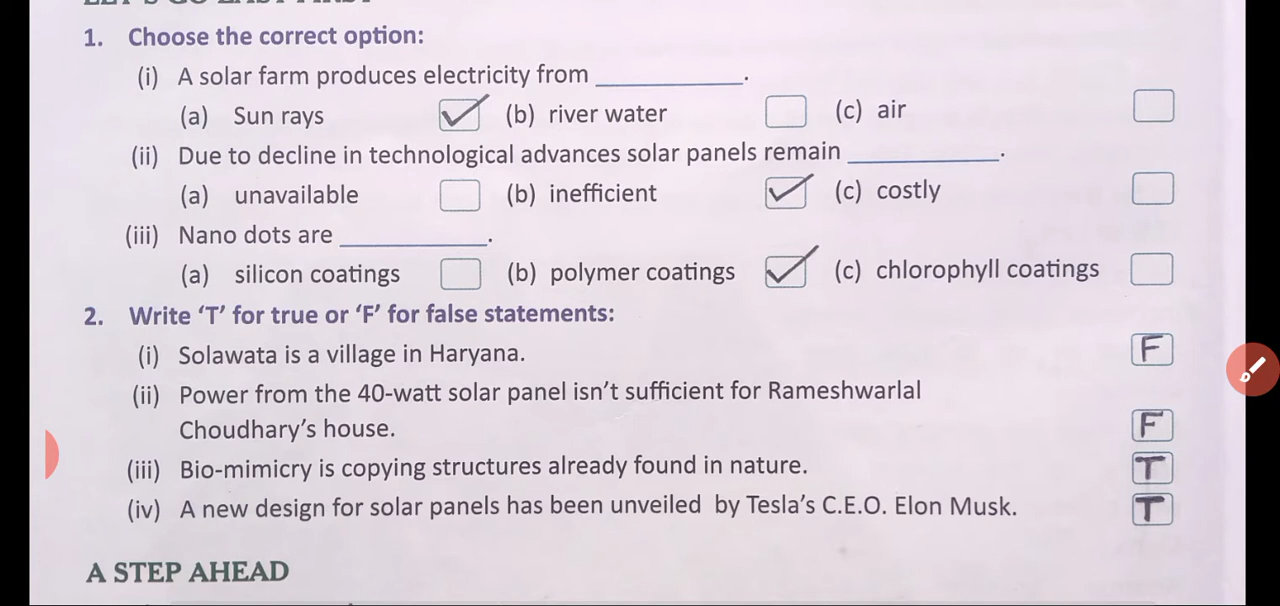 1. Choose the correct option:
(i) A solar farm produces electricity from ___________.
(a) Sun rays ✓ (b) river water (c) air
(ii) Due to decline in technological advances solar panels remain ___________.
(a) unavailable (b) inefficient ✓ (c) costly
(iii) Nano dots are ___________.
(a) silicon coatings (b) polymer coatings ✓ (c) chlorophyll coatings
2. Write ‘T’ for true or ‘F’ for false statements:
(i) Solawata is a village in Haryana. F
(ii) Power from the 40-watt solar panel isn’t sufficient for Rameshwarlal
Choudhary’s house. F
(iii) Bio-mimicry is copying structures already found in nature. T
(iv) A new design for solar panels has been unveiled by Tesla’s C.E.O. Elon Musk. T
A STEP AHEAD